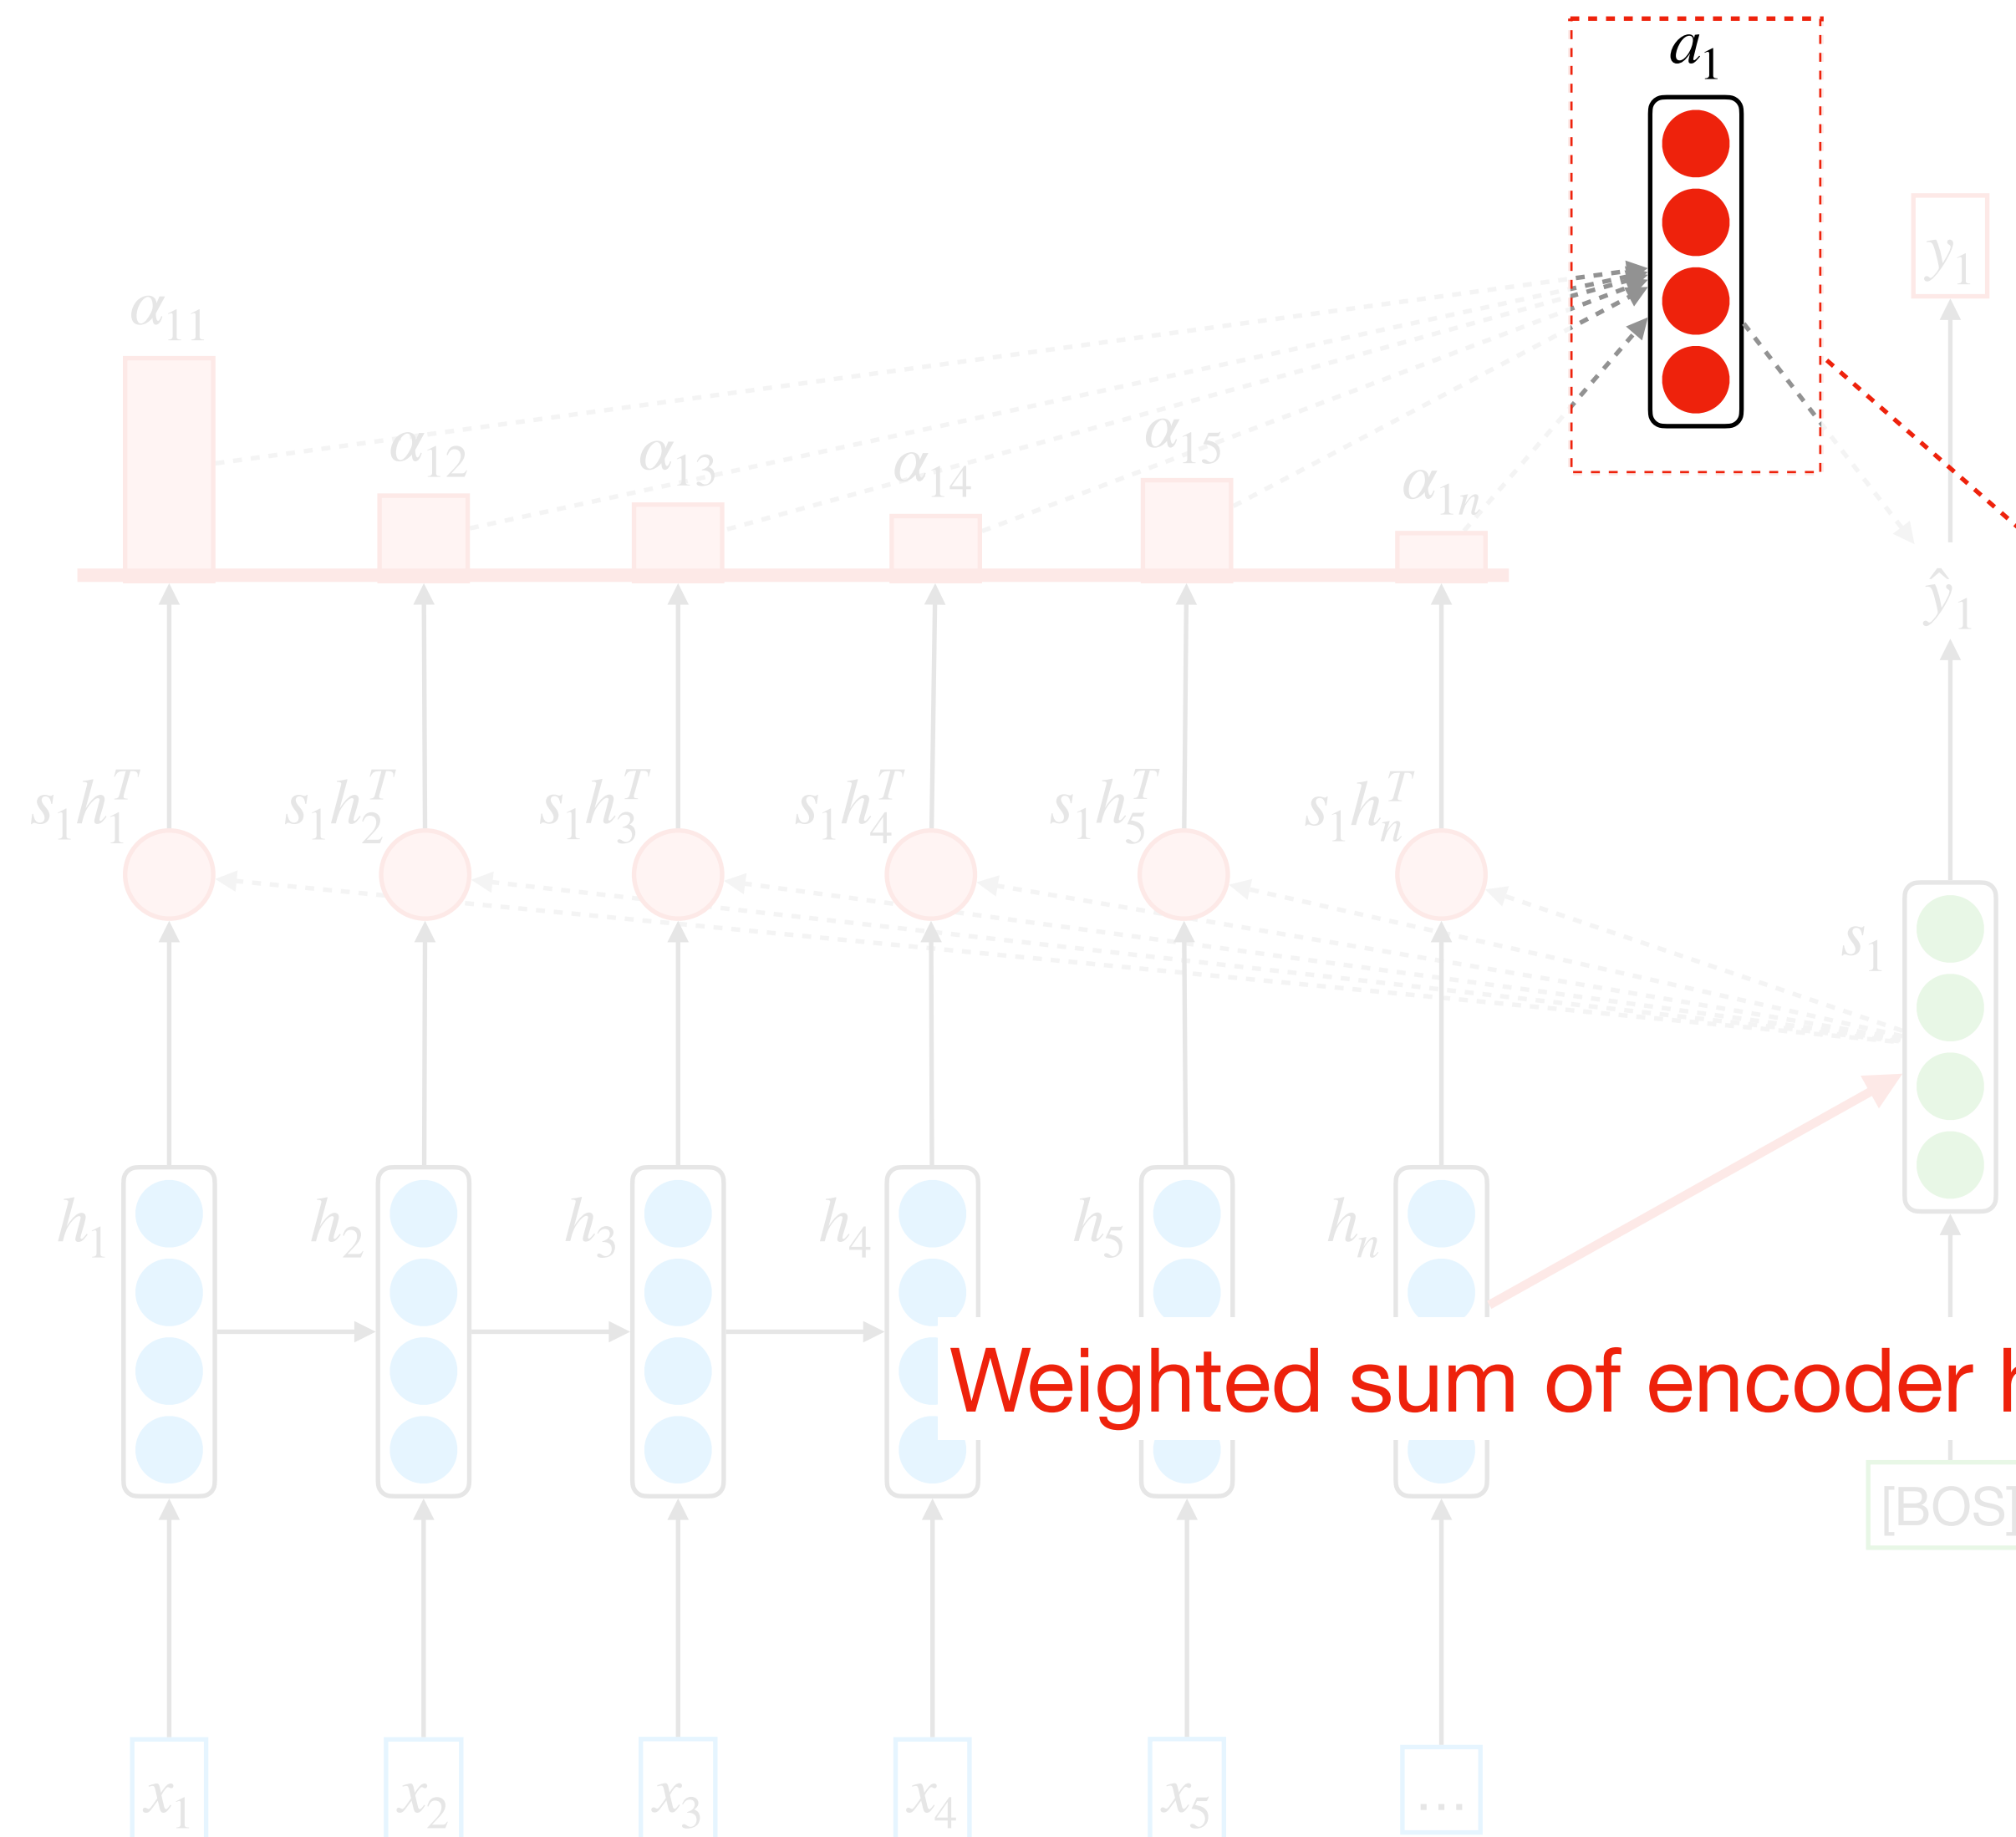 a₁
y₁
α₁₁
α₁₂
α₁₃
α₁₄
α₁₅
α₁ₙ
ŷ₁
s₁h₁ᵀ
s₁h₂ᵀ
s₁h₃ᵀ
s₁h₄ᵀ
s₁h₅ᵀ
s₁hₙᵀ
s₁
h₁
h₂
h₃
h₄
h₅
hₙ
Weighted sum of encoder
[BOS]
x₁
x₂
x₃
x₄
x₅
...